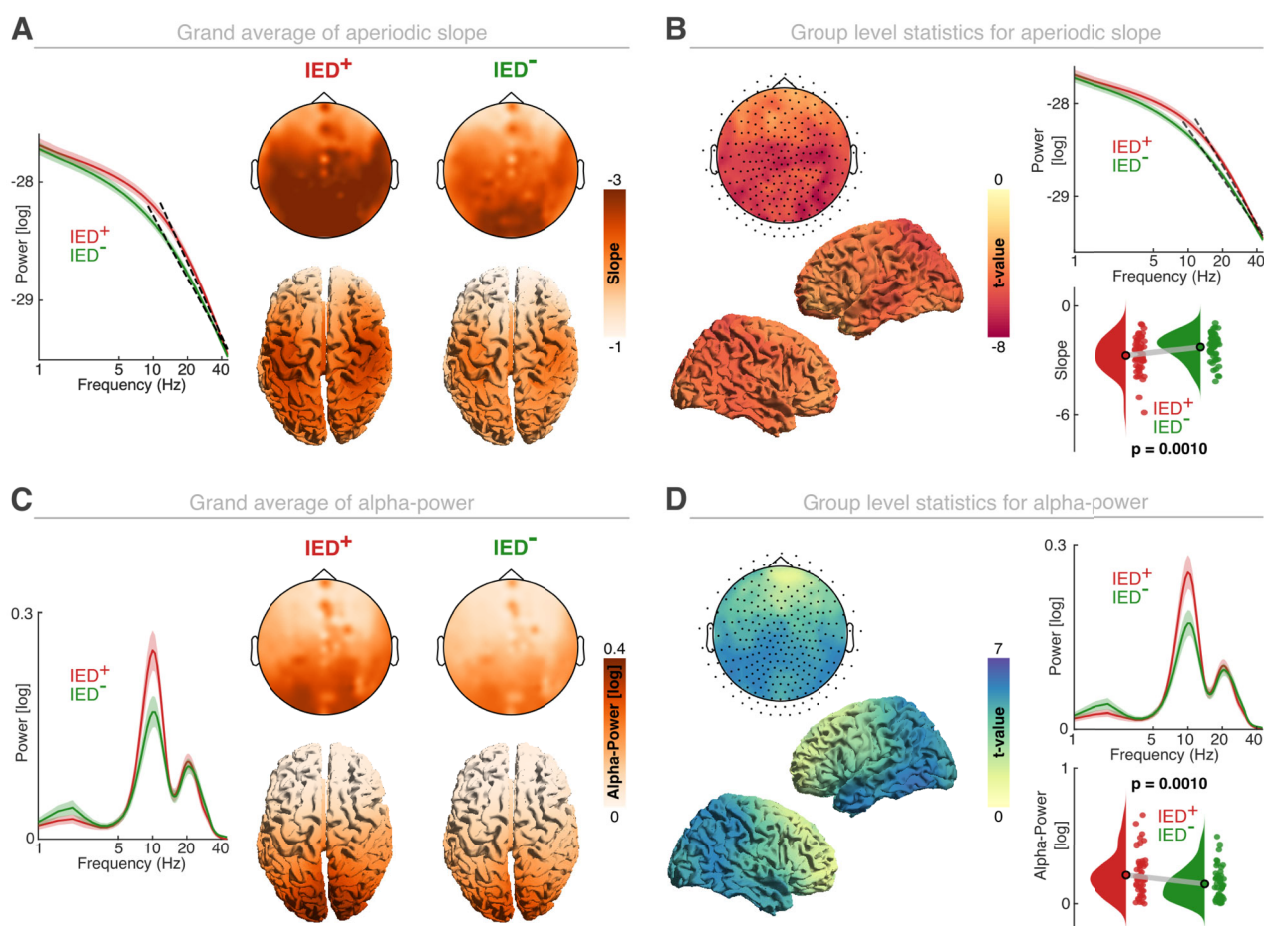 A
Grand average of aperiodic slope
IED+
IED-
-28
-29
Power [log]
IED+
IED-
1
5
10
20
40
Frequency (Hz)
-3
Slope
-1
B
Group level statistics for aperiodic slope
0
t-value
-8
-28
-29
Power
[log]
IED+
IED-
1
5
10
20
40
Frequency (Hz)
0
Slope
-6
IED+
IED-
p = 0.0010
C
Grand average of alpha-power
IED+
IED-
0.3
Power [log]
0
IED+
IED-
1
5
10
20
40
Frequency (Hz)
0.4
Alpha-Power [log]
0
D
Group level statistics for alpha-power
7
t-value
0
0.3
Power [log]
0
IED+
IED-
1
5
10
20
40
Frequency (Hz)
1
p = 0.0010
Alpha-Power
[log]
IED+
IED-
0